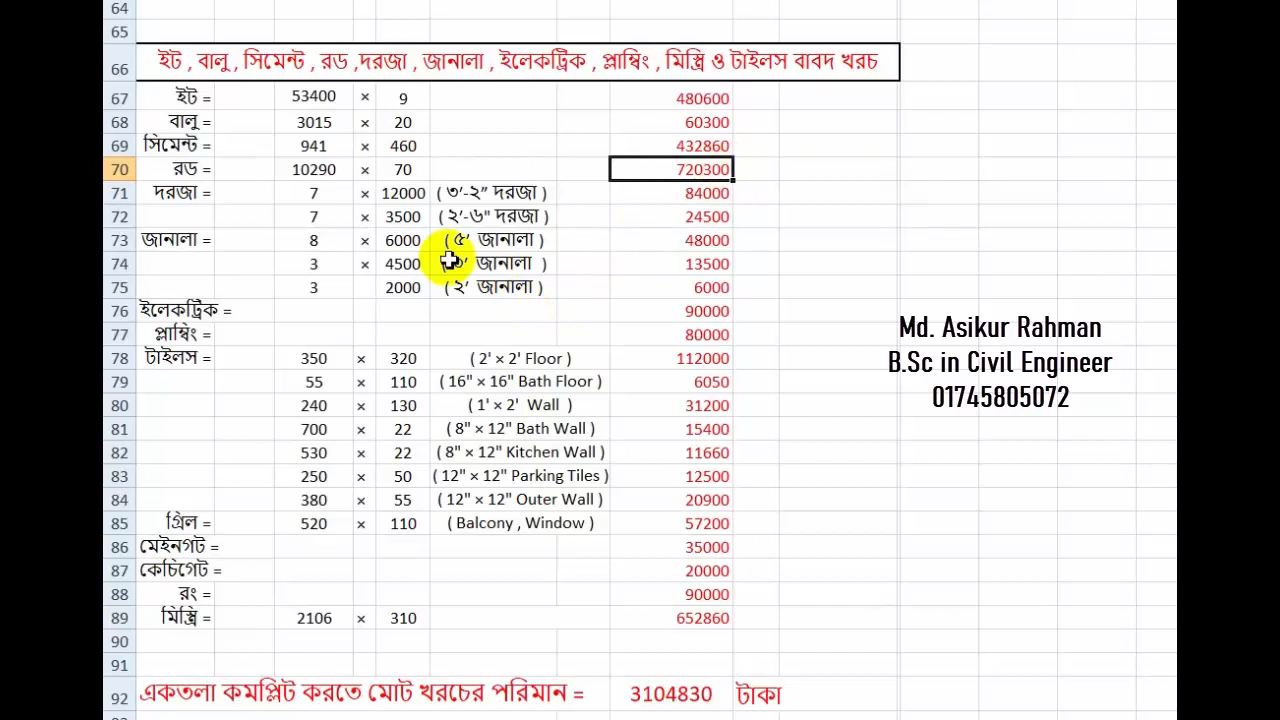 64
65
66 ইট , বালু , সিমেন্ট , রড ,দরজা , জানালা , ইলেকট্রিক , প্লাম্বিং , মিস্ত্রি ও টাইলস বাবদ খরচ
67 ইট = 53400 × 9 480600
68 বালু = 3015 × 20 60300
69 সিমেন্ট = 941 × 460 432860
70 রড = 10290 × 70 720300
71 দরজা = 7 × 12000 ( ৩'-২" দরজা ) 84000
72 7 × 3500 ( ২'-৬" দরজা ) 24500
73 জানালা = 8 × 6000 ( ৫' জানালা ) 48000
74 3 × 4500 জানালা ) 13500
75 3 2000 ( ২' জানালা ) 6000
76 ইলেকট্রিক = 90000
77 প্লাম্বিং = 80000
78 টাইলস = 350 × 320 ( 2' × 2' Floor ) 112000
79 55 × 110 ( 16" × 16" Bath Floor ) 6050
80 240 × 130 ( 1' × 2' Wall ) 31200
81 700 × 22 ( 8" × 12" Bath Wall ) 15400
82 530 × 22 ( 8" × 12" Kitchen Wall ) 11660
83 250 × 50 ( 12" × 12" Parking Tiles ) 12500
84 380 × 55 ( 12" × 12" Outer Wall ) 20900
85 গ্রিল = 520 × 110 ( Balcony , Window ) 57200
86 মেইনগট = 35000
87 কেচিগেট = 20000
88 রং = 90000
89 মিস্ত্রি = 2106 × 310 652860
90
91
92 একতলা কমপ্লিট করতে মোট খরচের পরিমান = 3104830 টাকা
Md. Asikur Rahman
B.Sc in Civil Engineer
01745805072